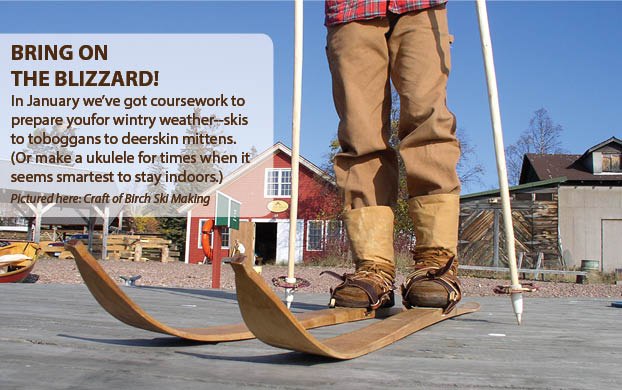 BRING ON
THE BLIZZARD!
In January we've got coursework to
prepare youfor wintry weather--skis
to toboggans to deerskin mittens.
(Or make a ukulele for times when it
seems smartest to stay indoors.)
Pictured here: Craft of Birch Ski Making